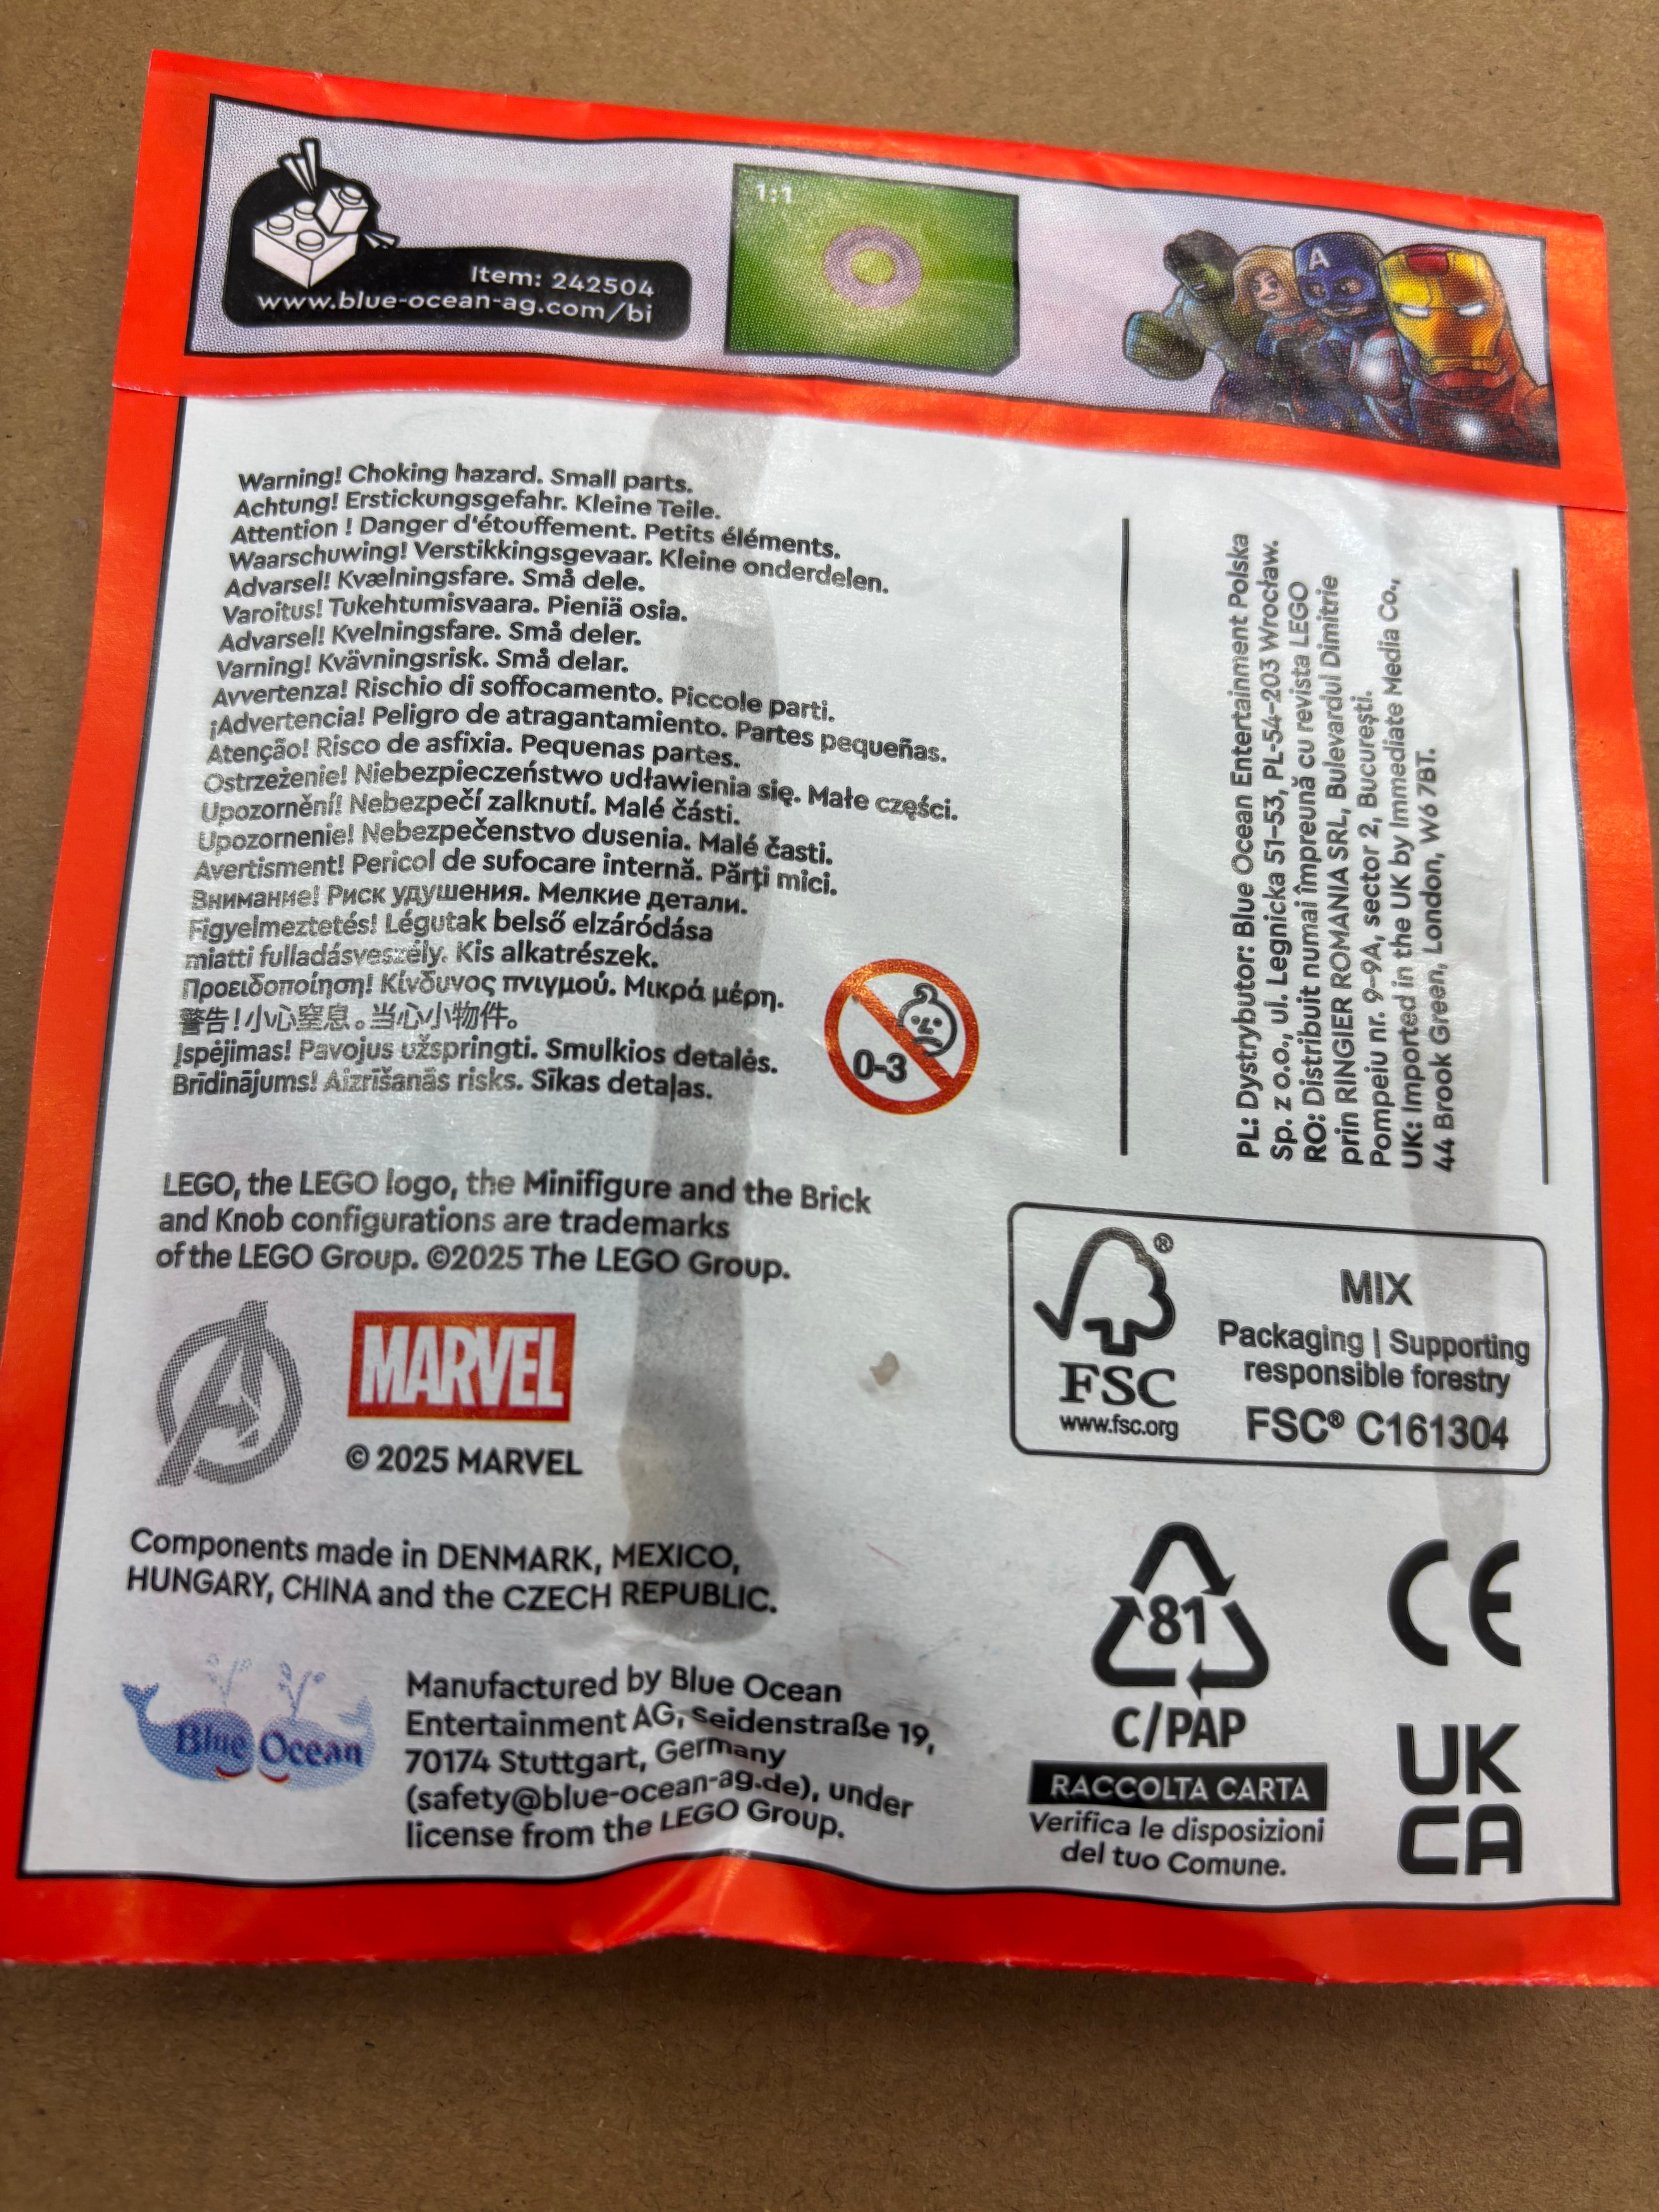 Item: 242504
www.blue-ocean-ag.com/bi
1:1
A
Warning! Choking hazard. Small parts.
Achtung! Erstickungsgefahr. Kleine Teile.
Attention ! Danger d'étouffement. Petits éléments.
Waarschuwing! Verstikkingsgevaar. Kleine onderdelen.
Advarsel! Kvælningsfare. Små dele.
Varoitus! Tukehtumisvaara. Pieniä osia.
Advarsel! Kvelningsfare. Små deler.
Varning! Kvävningsrisk. Små delar.
Avvertenza! Rischio di soffocamento. Piccole parti.
¡Advertencia! Peligro de atragantamiento. Partes pequeñas.
Atenção! Risco de asfixia. Pequenas partes.
Ostrzeżenie! Niebezpieczeństwo udławienia się. Małe części.
Upozornění! Nebezpečí zalknutí. Malé části.
Upozornenie! Nebezpečenstvo dusenia. Malé časti.
Avertisment! Pericol de sufocare internă. Părți mici.
Внимание! Риск удушения. Мелкие детали.
Figyelmeztetés! Légutak belső elzáródása
miatti fulladásveszély. Kis alkatrészek.
Προειδοποίηση! Κίνδυνος πνιγμού. Μικρά μέρη.
警告!小心窒息。当心小物件。
Įspėjimas! Pavojus užspringti. Smulkios detalės.
Brīdinājums! Aizrīšanās risks. Sīkas detaļas.
0-3
PL: Dystrybutor: Blue Ocean Entertainment Polska
Sp. z o.o., ul. Legnicka 51-53, PL-54-203 Wrocław.
RO: Distribuit numai împreună cu revista LEGO
prin RINGIER ROMANIA SRL, Bulevardul Dimitrie
Pompeiu nr. 9-9A, sector 2, București.
UK: Imported in the UK by Immediate Media Co.,
44 Brook Green, London, W6 7BT.
LEGO, the LEGO logo, the Minifigure and the Brick
and Knob configurations are trademarks
of the LEGO Group. ©2025 The LEGO Group.
A
MARVEL
© 2025 MARVEL
FSC
®
www.fsc.org
MIX
Packaging | Supporting
responsible forestry
FSC® C161304
Components made in DENMARK, MEXICO,
HUNGARY, CHINA and the CZECH REPUBLIC.
Blue Ocean
Manufactured by Blue Ocean
Entertainment AG, Seidenstraße 19,
70174 Stuttgart, Germany
(safety@blue-ocean-ag.de), under
license from the LEGO Group.
81
C/PAP
RACCOLTA CARTA
Verifica le disposizioni
del tuo Comune.
CE
UK
CA